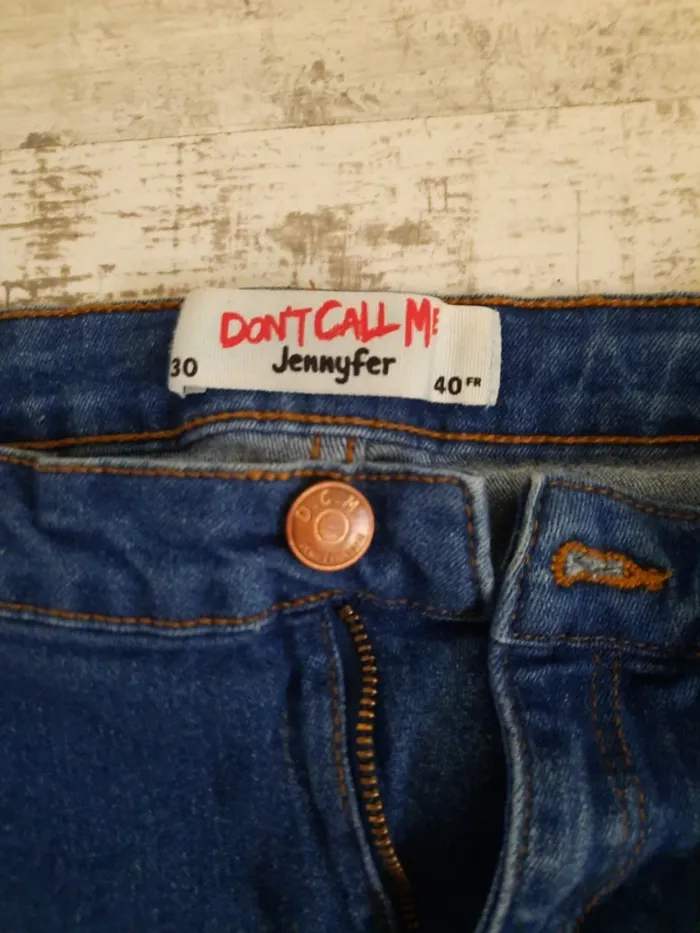 DON'T CALL ME
Jennyfer
30
40 FR
D.C.M